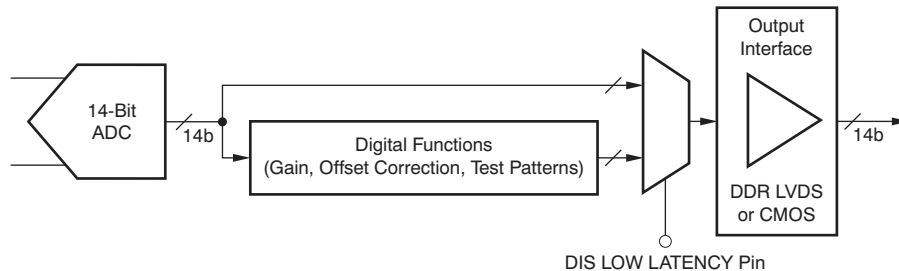 14-Bit
ADC
14b
Digital Functions
(Gain, Offset Correction, Test Patterns)
DIS LOW LATENCY Pin
Output
Interface
DDR LVDS
or CMOS
14b